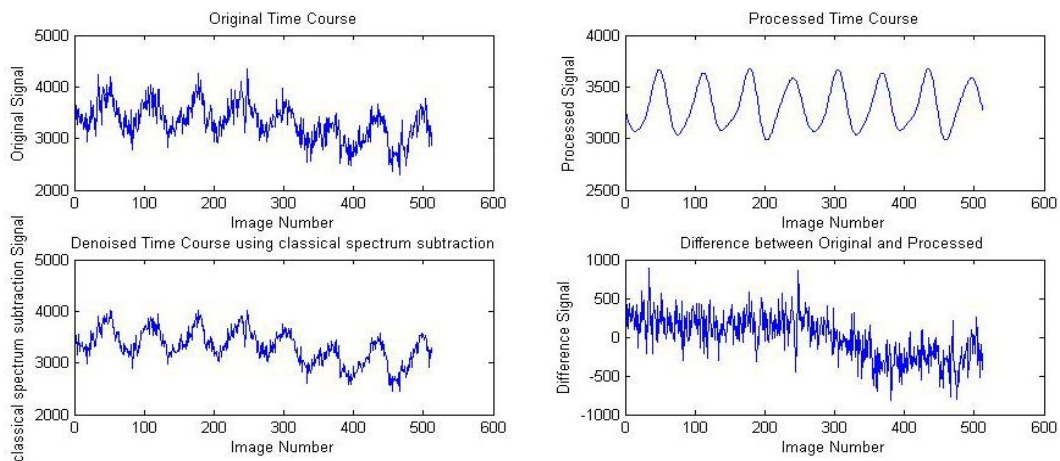 Original Time Course
5000
4000
3000
2000
Original Signal
0 100 200 300 400 500 600
Image Number
Processed Time Course
4000
3500
3000
2500
Processed Signal
0 100 200 300 400 500 600
Image Number
Denoised Time Course using classical spectrum subtraction
5000
4000
3000
2000
classical spectrum subtraction Signal
0 100 200 300 400 500 600
Image Number
Difference between Original and Processed
1000
500
0
-500
-1000
Difference Signal
0 100 200 300 400 500 600
Image Number